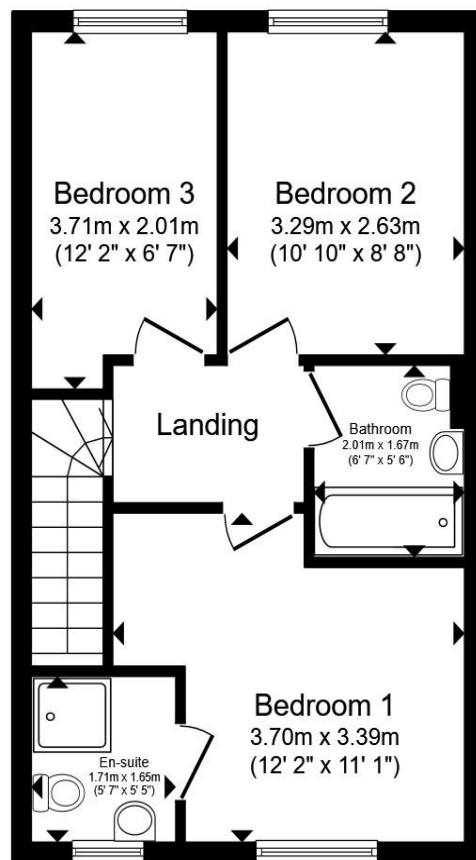 Bedroom 3
3.71m x 2.01m
(12' 2" x 6' 7")
Bedroom 2
3.29m x 2.63m
(10' 10" x 8' 8")
Landing
Bathroom
2.01m x 1.67m
(6' 7" x 5' 6")
Bedroom 1
3.70m x 3.39m
(12' 2" x 11' 1")
En-suite
1.71m x 1.65m
(5' 7" x 5' 5")